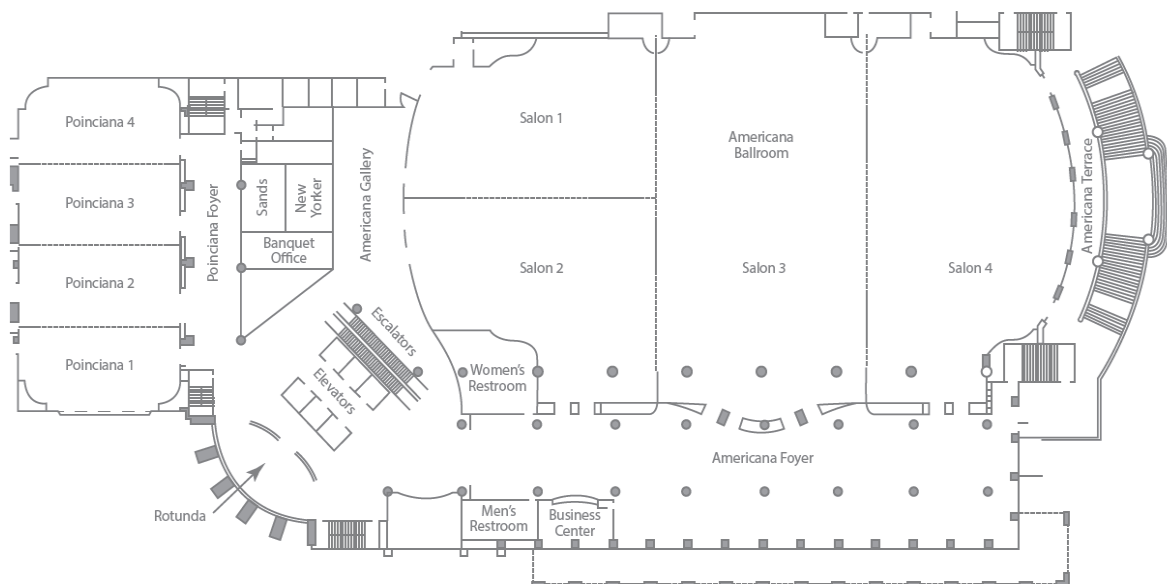 Poinciana 4
Poinciana 3
Poinciana 2
Poinciana 1
Poinciana Foyer
Sands
New
Yorker
Banquet
Office
Americana Gallery
Salon 1
Salon 2
Americana
Ballroom
Salon 3
Salon 4
Americana Terrace
Escalators
Elevators
Women's
Restroom
Americana Foyer
Rotunda
Men's
Restroom
Business
Center